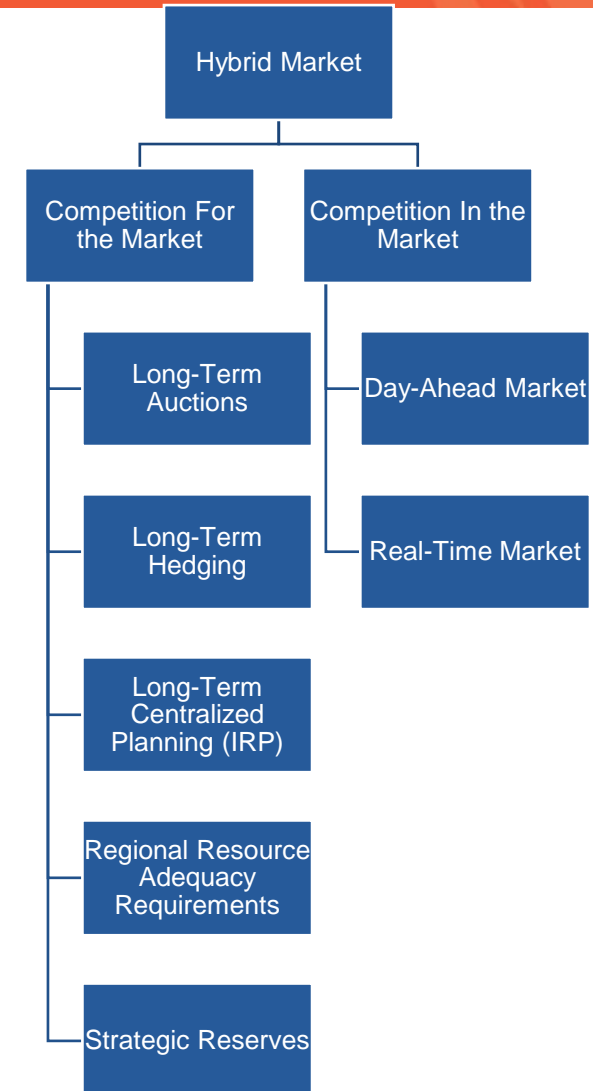 Hybrid Market
Competition For
the Market
Competition In the
Market
Long-Term
Auctions
Day-Ahead Market
Long-Term
Hedging
Real-Time Market
Long-Term
Centralized
Planning (IRP)
Regional Resource
Adequacy
Requirements
Strategic Reserves